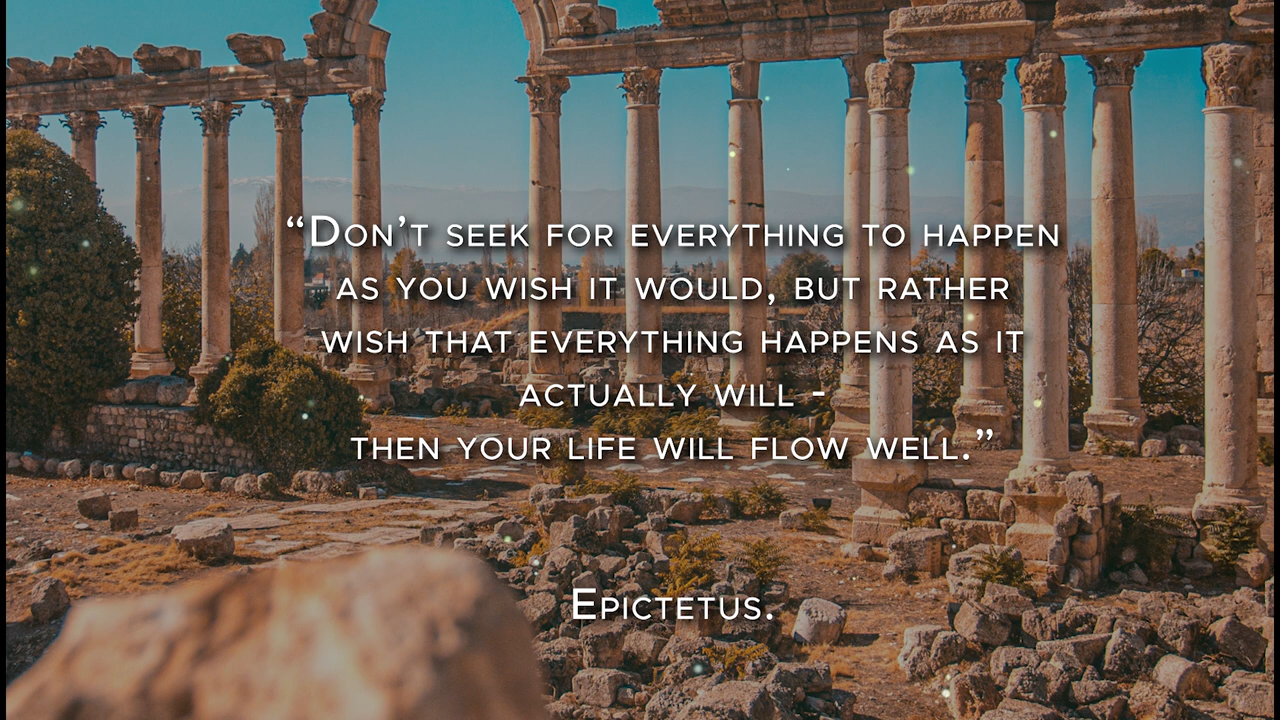 “Don’t seek for everything to happen
as you wish it would, but rather
wish that everything happens as it
actually will -
then your life will flow well.”
Epictetus.